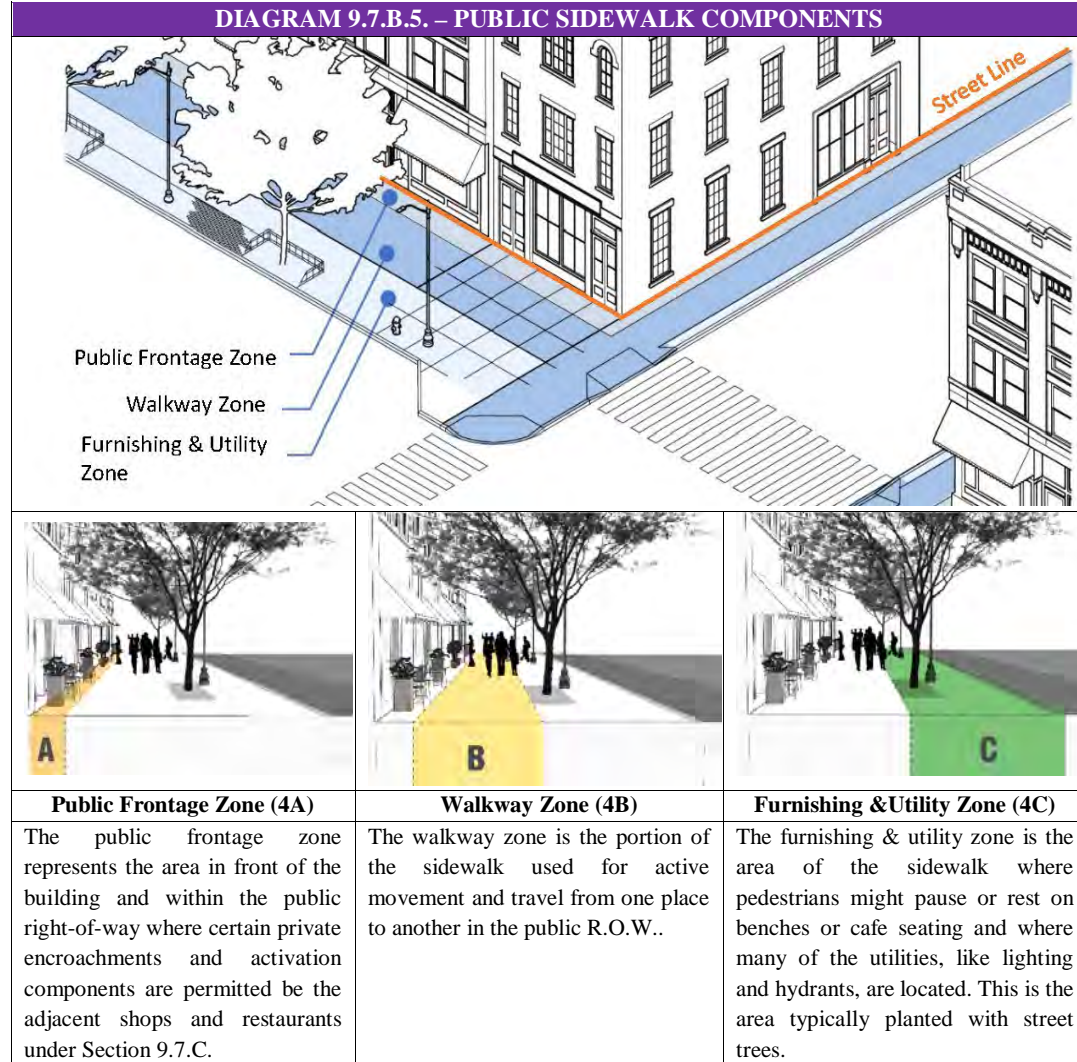 DIAGRAM 9.7.B.5. – PUBLIC SIDEWALK COMPONENTS
Street Line
Public Frontage Zone
Walkway Zone
Furnishing & Utility
Zone
A
B
C
Public Frontage Zone (4A)
Walkway Zone (4B)
Furnishing &Utility Zone (4C)
The public frontage zone
represents the area in front of the
building and within the public
right-of-way where certain private
encroachments and activation
components are permitted be the
adjacent shops and restaurants
under Section 9.7.C.
The walkway zone is the portion of
the sidewalk used for active
movement and travel from one place
to another in the public R.O.W..
The furnishing & utility zone is the
area of the sidewalk where
pedestrians might pause or rest on
benches or cafe seating and where
many of the utilities, like lighting
and hydrants, are located. This is the
area typically planted with street
trees.